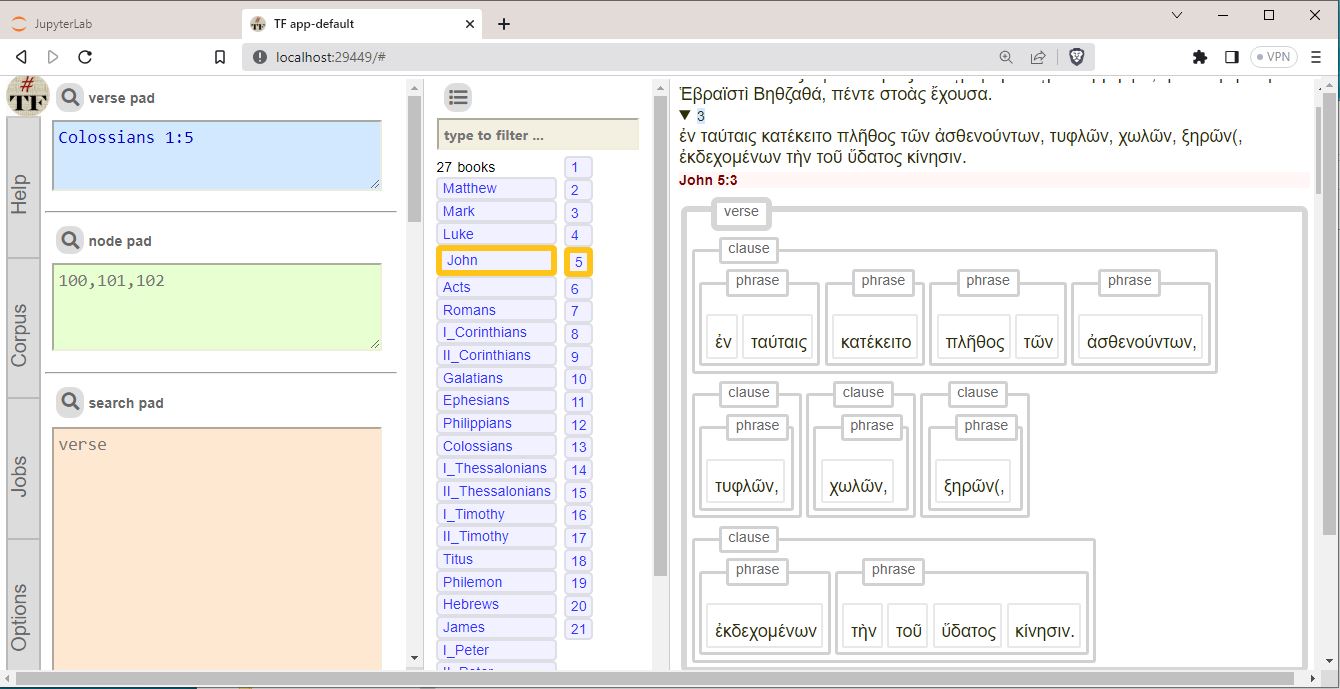 JupyterLab
TF app-default
localhost:29449/#
VPN
#
TF
Help
Corpus
Jobs
Options
verse pad
Colossians 1:5
node pad
100,101,102
search pad
verse
type to filter ...
27 books
Matthew
Mark
Luke
John
Acts
Romans
I_Corinthians
II_Corinthians
Galatians
Ephesians
Philippians
Colossians
I_Thessalonians
II_Thessalonians
I_Timothy
II_Timothy
Titus
Philemon
Hebrews
James
I_Peter
II_Peter
1
2
3
4
5
6
7
8
9
10
11
12
13
14
15
16
17
18
19
20
21
Ἑβραϊστὶ Βηθζαθά, πέντε στοὰς ἔχουσα.
▼ 3
ἐν ταύταις κατέκειτο πλῆθος τῶν ἀσθενούντων, τυφλῶν, χωλῶν, ξηρῶν(,
ἐκδεχομένων τὴν τοῦ ὕδατος κίνησιν.
John 5:3
verse
clause
phrase phrase phrase phrase
ἐν ταύταις κατέκειτο πλῆθος τῶν ἀσθενούντων,
clause clause clause
phrase phrase phrase
τυφλῶν, χωλῶν, ξηρῶν(,
clause
phrase phrase
ἐκδεχομένων τὴν τοῦ ὕδατος κίνησιν.